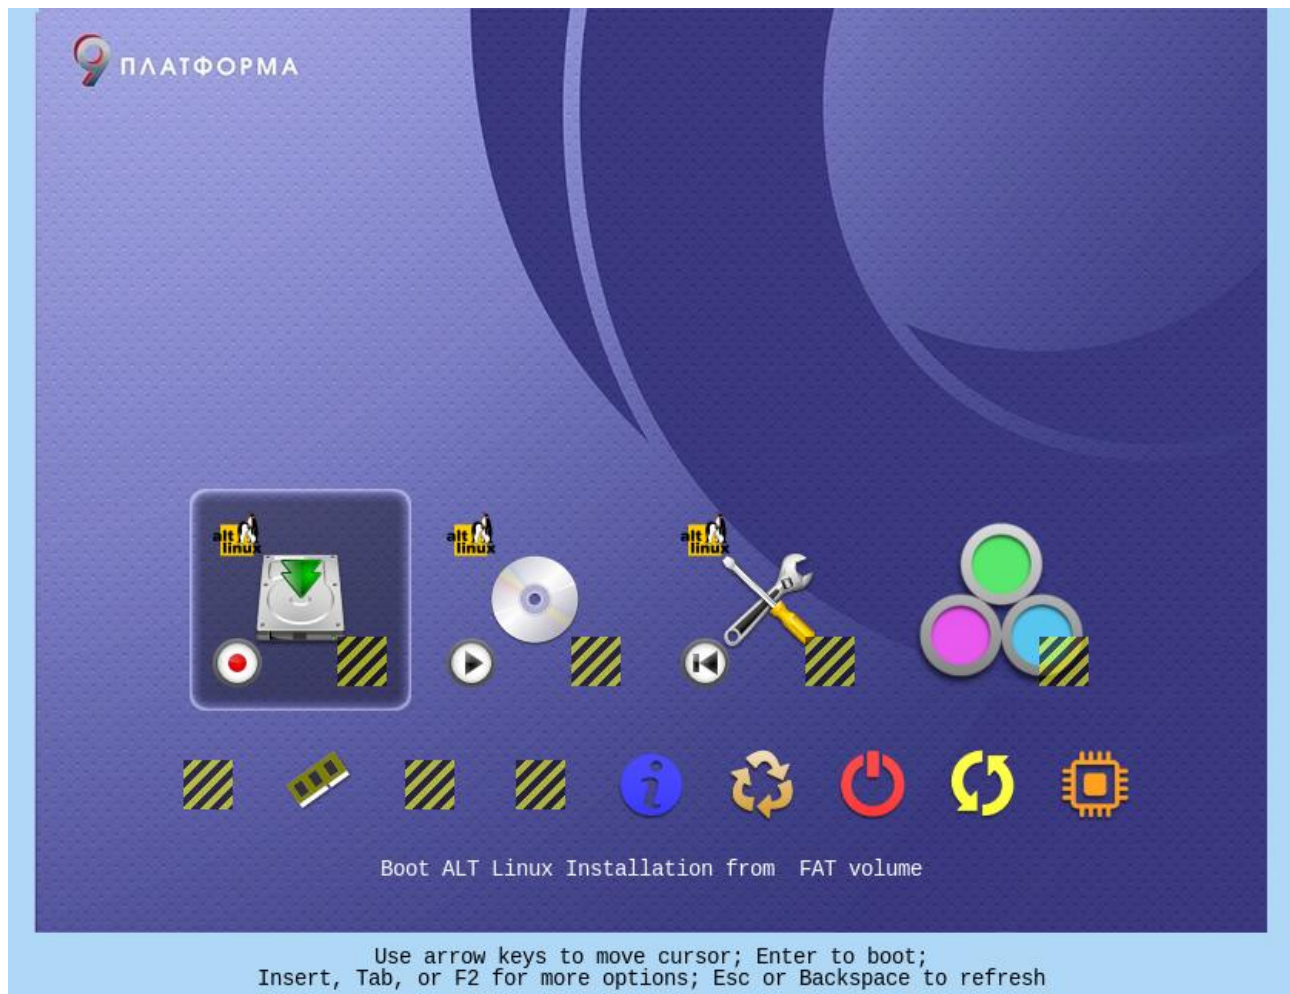 9 ПЛАТФОРМА
alt linux
alt linux
alt linux
Boot ALT Linux Installation from  FAT volume
Use arrow keys to move cursor; Enter to boot;
Insert, Tab, or F2 for more options; Esc or Backspace to refresh